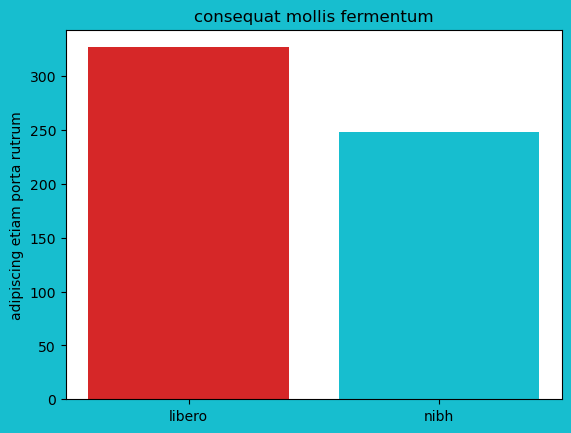 consequat mollis fermentum
adipiscing etiam porta rutrum
300
250
200
150
100
50
0
libero
nibh